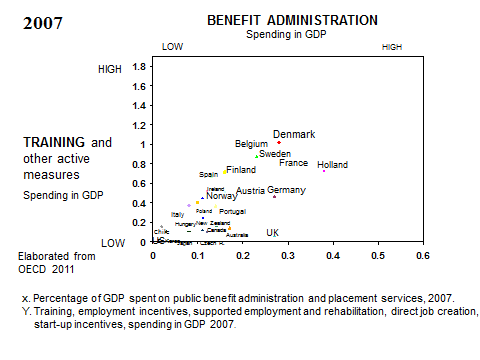 2007
BENEFIT ADMINISTRATION
Spending in GDP
LOW
HIGH
HIGH
1.8
1.6
1.4
1.2
1
0.8
0.6
0.4
0.2
0
TRAINING and
other active
measures
Spending in GDP
LOW
Denmark
Belgium
Sweden
France
Holland
Spain
Finland
Ireland
Norway
Austria
Germany
Italy
Poland
Portugal
Hungary
New Zealand
Chile
Canada
Australia
UK
Korea
Japan
Czech R.
0
0.1
0.2
0.3
0.4
0.5
0.6
Elaborated from
OECD 2011
x. Percentage of GDP spent on public benefit administration and placement services, 2007.
Y. Training, employment incentives, supported employment and rehabilitation, direct job creation,
start-up incentives, spending in GDP 2007.